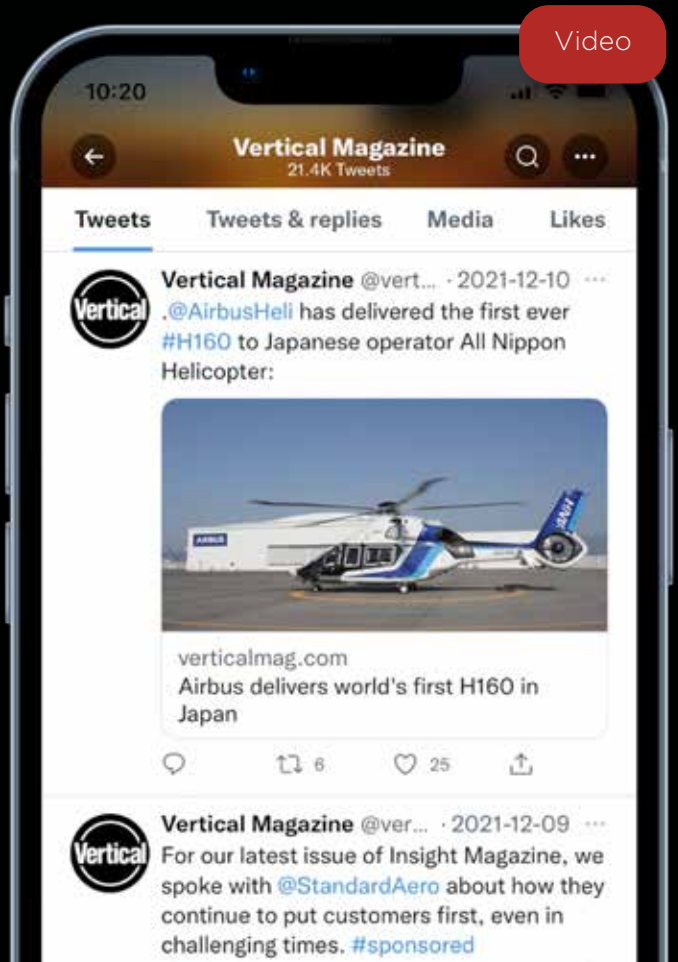 Video
10:20
Vertical Magazine
21.4K Tweets
Tweets Tweets & replies Media Likes
Vertical
Vertical Magazine @vert... · 2021-12-10 ...
.@AirbusHeli has delivered the first ever
#H160 to Japanese operator All Nippon
Helicopter:
AIRBUS
ANH
verticalmag.com
Airbus delivers world's first H160 in
Japan
6 25
Vertical
Vertical Magazine @ver... · 2021-12-09 ...
For our latest issue of Insight Magazine, we
spoke with @StandardAero about how they
continue to put customers first, even in
challenging times. #sponsored